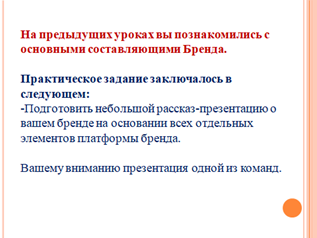 На предыдущих уроках вы познакомились с
основными составляющими Бренда.
Практическое задание заключалось в
следующем:
-Подготовить небольшой рассказ-презентацию о
вашем бренде на основании всех отдельных
элементов платформы бренда.
Вашему вниманию презентация одной из команд.